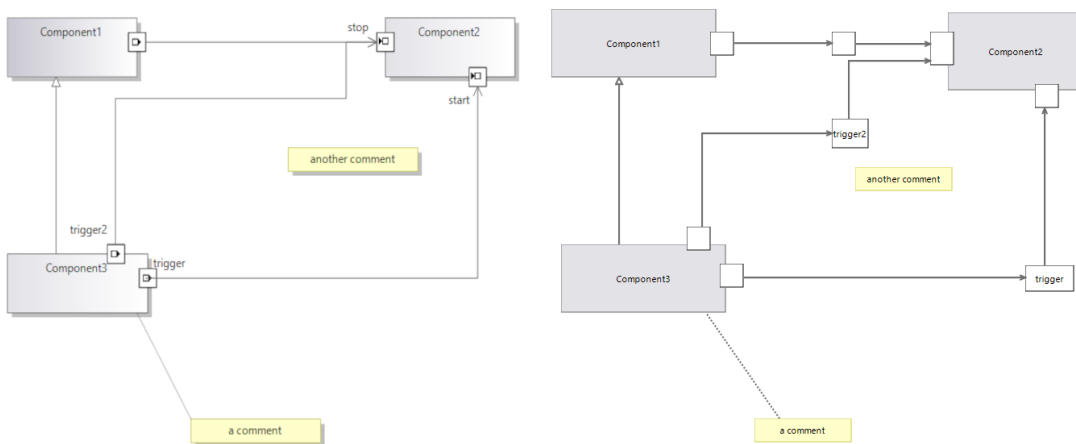 Component1
stop
Component2
start
another comment
trigger2
Component3
trigger
a comment
Component1
Component2
trigger2
another comment
Component3
trigger
a comment